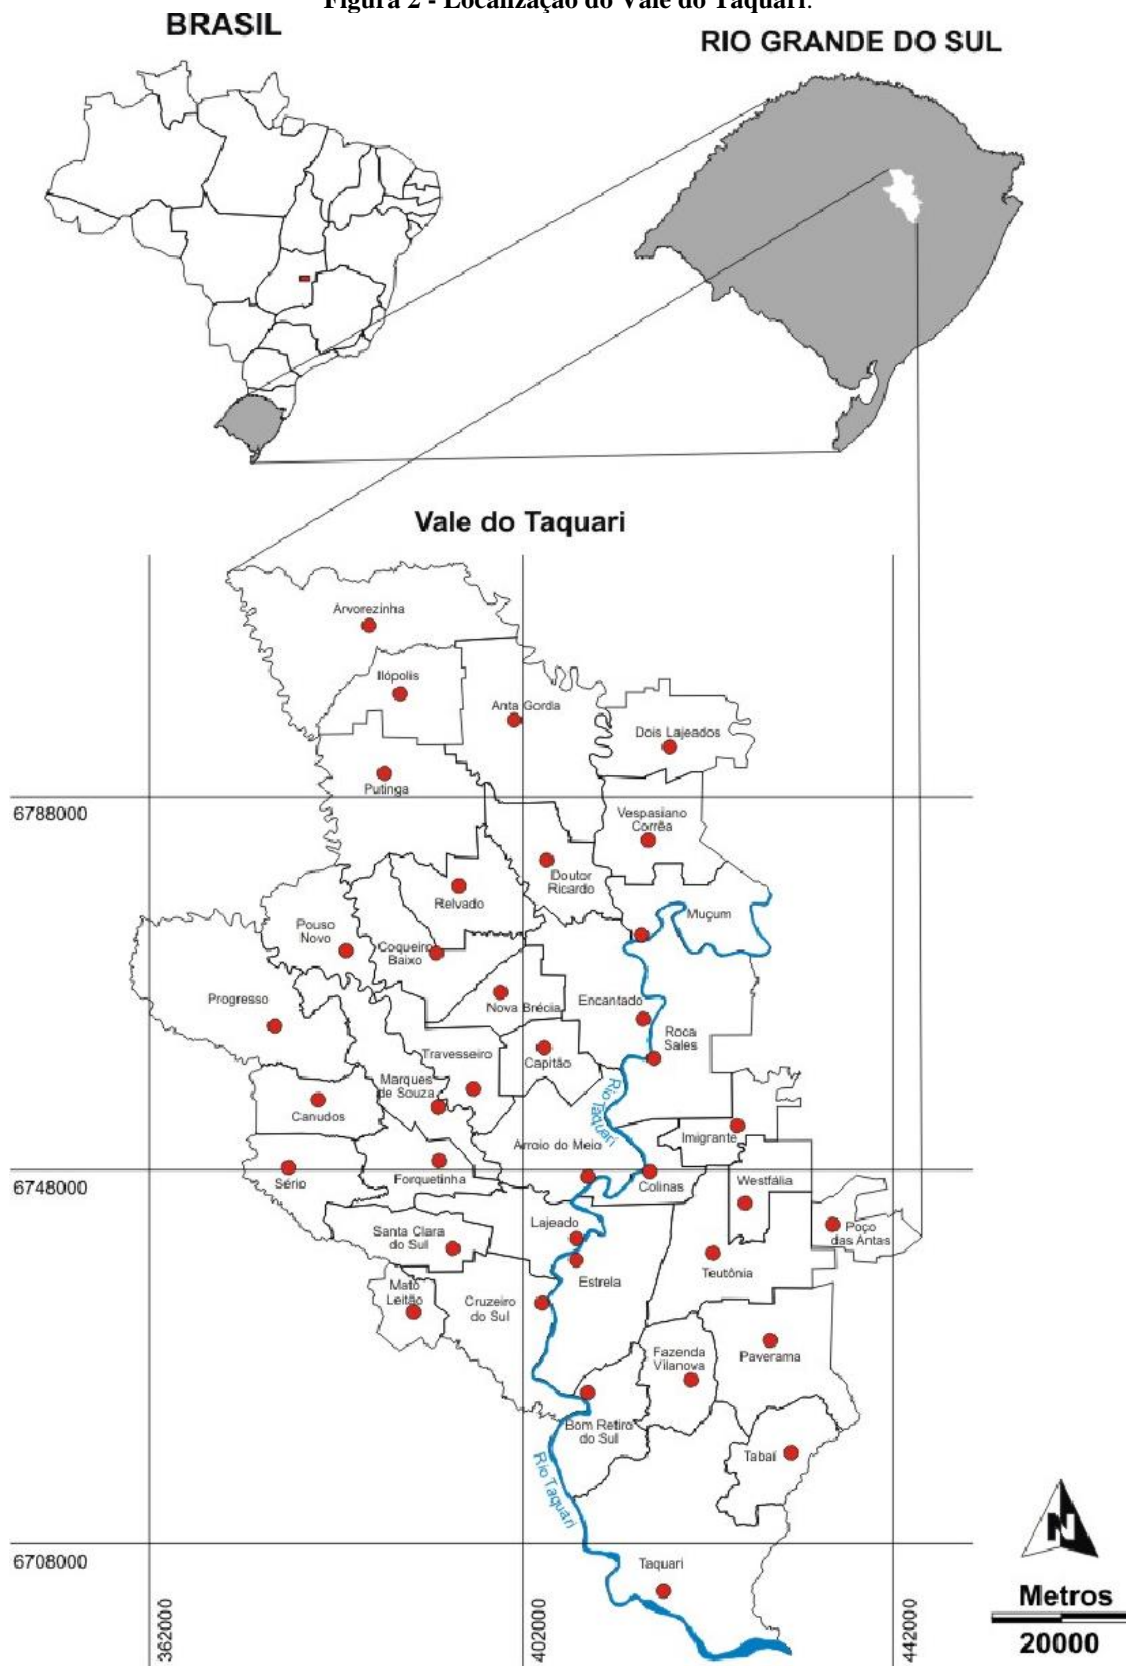 Figura 2 - Localização do Vale do Taquari.
BRASIL
RIO GRANDE DO SUL
Vale do Taquari
Arvorezinha
Ilópolis
Anta Gorda
Dois Lajeados
Putinga
6788000
Vespasiano
Corrêa
Doutor
Ricardo
Relvado
Muçum
Pouso
Novo
Coqueiro
Baixo
Progresso
Nova Brécia
Encantado
Roca
Sales
Travesseiro
Capitão
Marques
de Souza
Canudos
Rio Taquari
Imigrante
Arroio do Meio
6748000
Sério
Forquetinha
Colinas
Westfália
Santa Clara
do Sul
Lajeado
Poço
das Antas
Teutônia
Estrela
Mato
Leitão
Cruzeiro
do Sul
Fazenda
Vilanova
Paverama
Bom Retiro
do Sul
Tabaí
Rio Taquari
6708000
Taquari
N
362000
402000
442000
Metros
20000